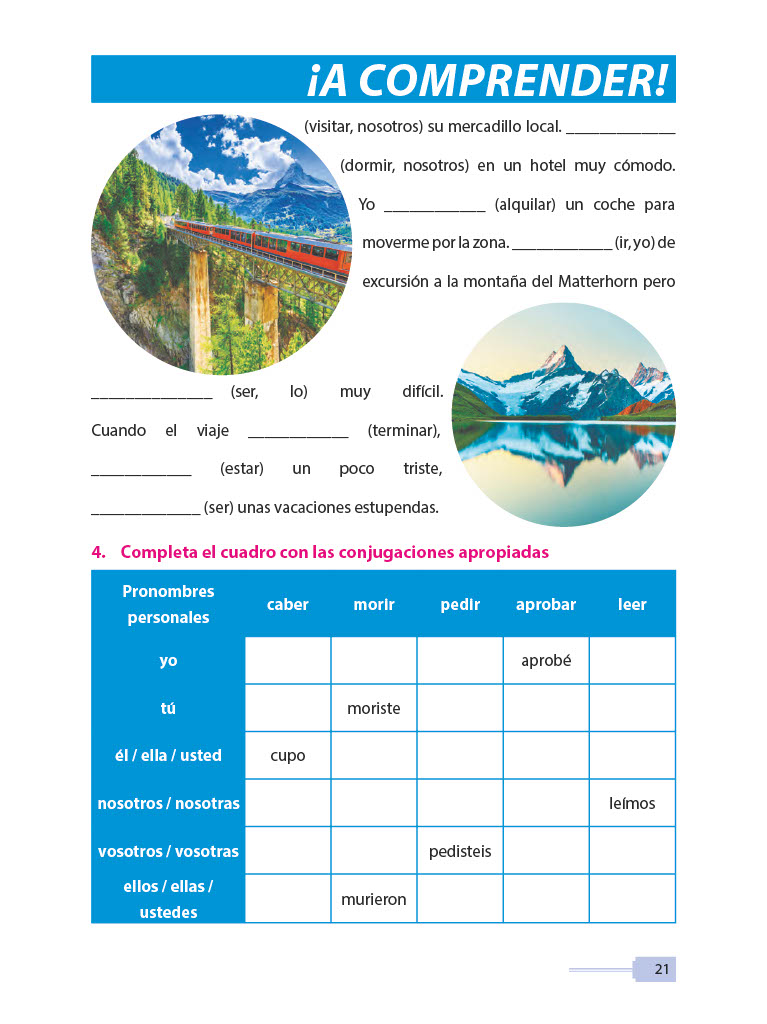 ¡A COMPRENDER!
(visitar, nosotros) su mercadillo local. _____________
(dormir, nosotros) en un hotel muy cómodo.
Yo ____________ (alquilar) un coche para
moverme por la zona. ____________ (ir, yo) de
excursión a la montaña del Matterhorn pero
______________ (ser, lo) muy difícil.
Cuando el viaje ____________ (terminar),
____________ (estar) un poco triste,
_____________ (ser) unas vacaciones estupendas.
4. Completa el cuadro con las conjugaciones apropiadas
Pronombres personales caber morir pedir aprobar leer
yo aprobé
tú moriste
él / ella / usted cupo
nosotros / nosotras leímos
vosotros / vosotras pedisteis
ellos / ellas / ustedes murieron
21